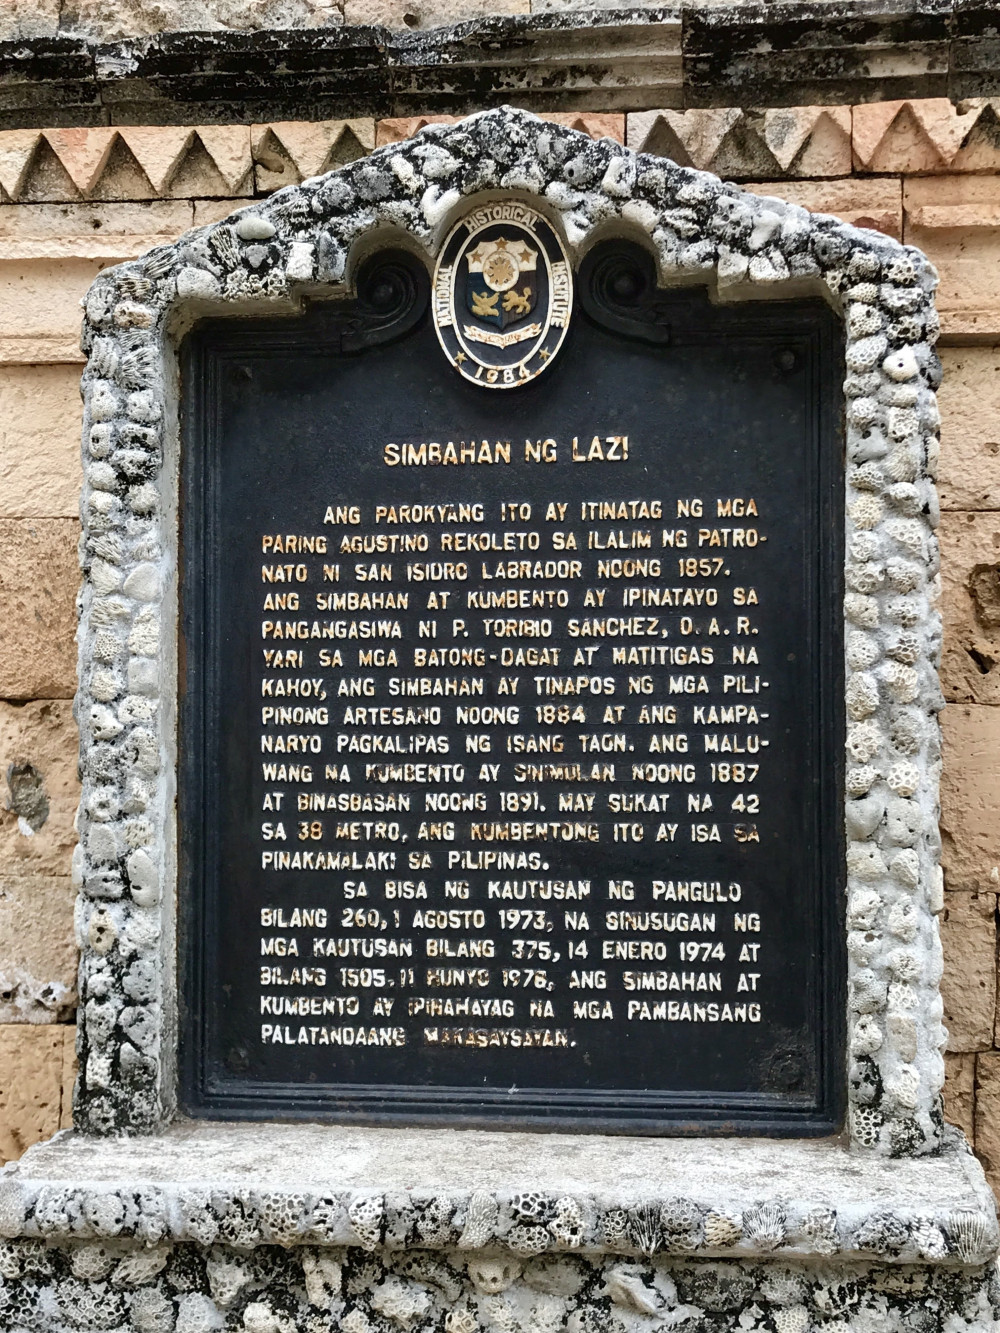 NATIONAL HISTORICAL INSTITUTE
1984
SIMBAHAN NG LAZI
ANG PAROKYANG ITO AY ITINATAG NG MGA
PARING AGUSTINO REKOLETO SA ILALIM NG PATRO-
NATO NI SAN ISIDRO LABRADOR NOONG 1857.
ANG SIMBAHAN AT KUMBENTO AY IPINATAYO SA
PANGANGASIWA NI P. TORIBIO SANCHEZ, O. A. R.
YARI SA MGA BATONG-DAGAT AT MATITIGAS NA
KAHOY, ANG SIMBAHAN AY TINAPOS NG MGA PILI-
PINONG ARTESANO NOONG 1884 AT ANG KAMPA-
NARYO PAGKALIPAS NG ISANG TAON. ANG MALU-
WANG NA KUMBENTO AY SINIMULAN NOONG 1887
AT BINASBASAN NOONG 1891. MAY SUKAT NA 42
SA 38 METRO, ANG KUMBENTONG ITO AY ISA SA
PINAKAMALAKI SA PILIPINAS.
SA BISA NG KAUTUSAN NG PANGULO
BILANG 260, 1 AGOSTO 1973, NA SINUSUGAN NG
MGA KAUTUSAN BILANG 375, 14 ENERO 1974 AT
BILANG 1505, 11 HUNYO 1978, ANG SIMBAHAN AT
KUMBENTO AY IPINAHAYAG NA MGA PAMBANSANG
PALATANDAANG MAKASAYSAYAN.